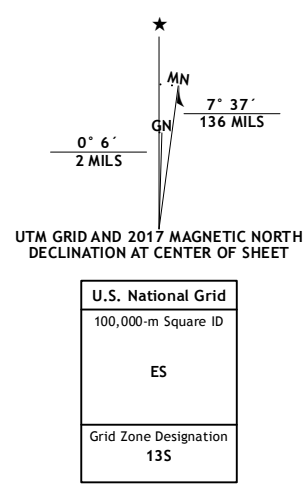 ★
MN
GN
7° 37´
136 MILS
0° 6´
2 MILS
UTM GRID AND 2017 MAGNETIC NORTH
DECLINATION AT CENTER OF SHEET
U.S. National Grid
100,000-m Square ID
ES
Grid Zone Designation
13S